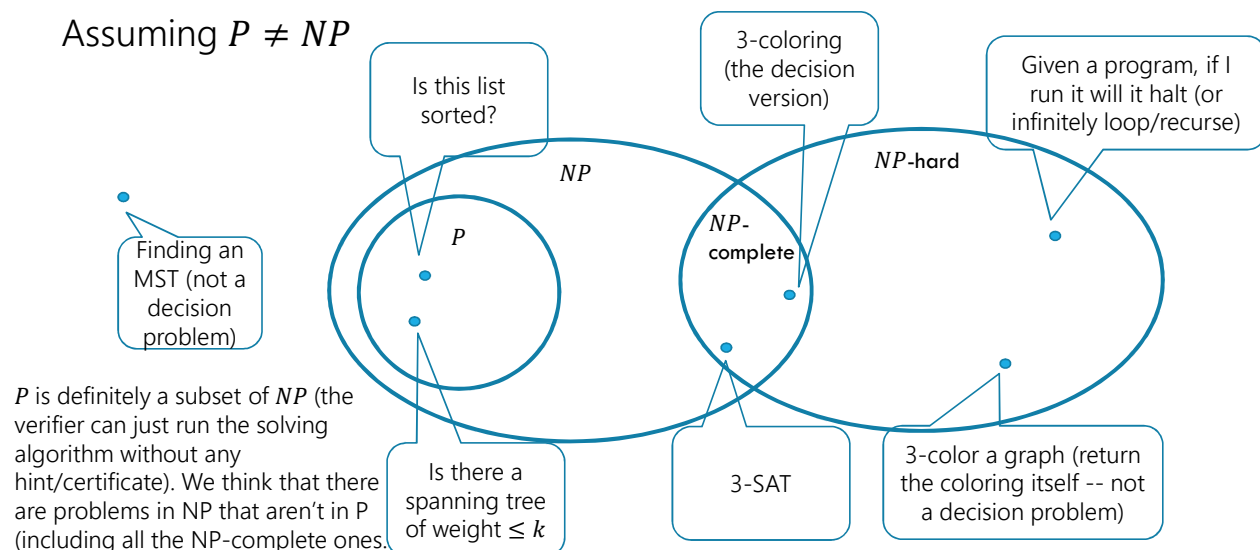 Assuming P ≠ NP
Is this list
sorted?
3-coloring
(the decision
version)
Given a program, if I
run it will it halt (or
infinitely loop/recurse)
NP
NP-hard
P
NP-
complete
Finding an
MST (not a
decision
problem)
P is definitely a subset of NP (the
verifier can just run the solving
algorithm without any
hint/certificate). We think that there
are problems in NP that aren't in P
(including all the NP-complete ones.
Is there a
spanning tree
of weight ≤ k
3-SAT
3-color a graph (return
the coloring itself -- not
a decision problem)